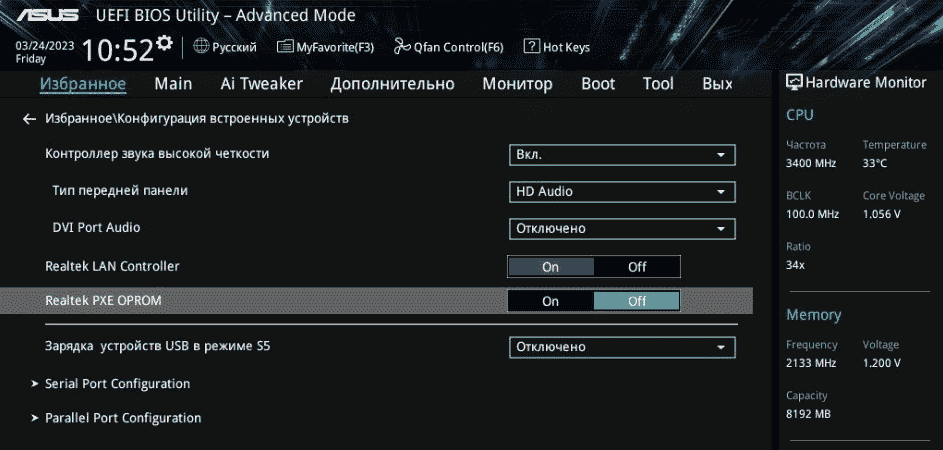 ASUS UEFI BIOS Utility – Advanced Mode
03/24/2023
Friday
10:52
Русский
MyFavorite(F3)
Qfan Control(F6)
? Hot Keys
Избранное Main Ai Tweaker Дополнительно Монитор Boot Tool Вых
← Избранное\Конфигурация встроенных устройств
Контроллер звука высокой четкости Вкл.
Тип передней панели HD Audio
DVI Port Audio Отключено
Realtek LAN Controller On Off
Realtek PXE OPROM On Off
Зарядка устройств USB в режиме S5 Отключено
Serial Port Configuration
Parallel Port Configuration
Hardware Monitor
CPU
Частота Temperature
3400 MHz 33°C
BCLK Core Voltage
100.0 MHz 1.056 V
Ratio
34x
Memory
Frequency Voltage
2133 MHz 1.200 V
Capacity
8192 MB